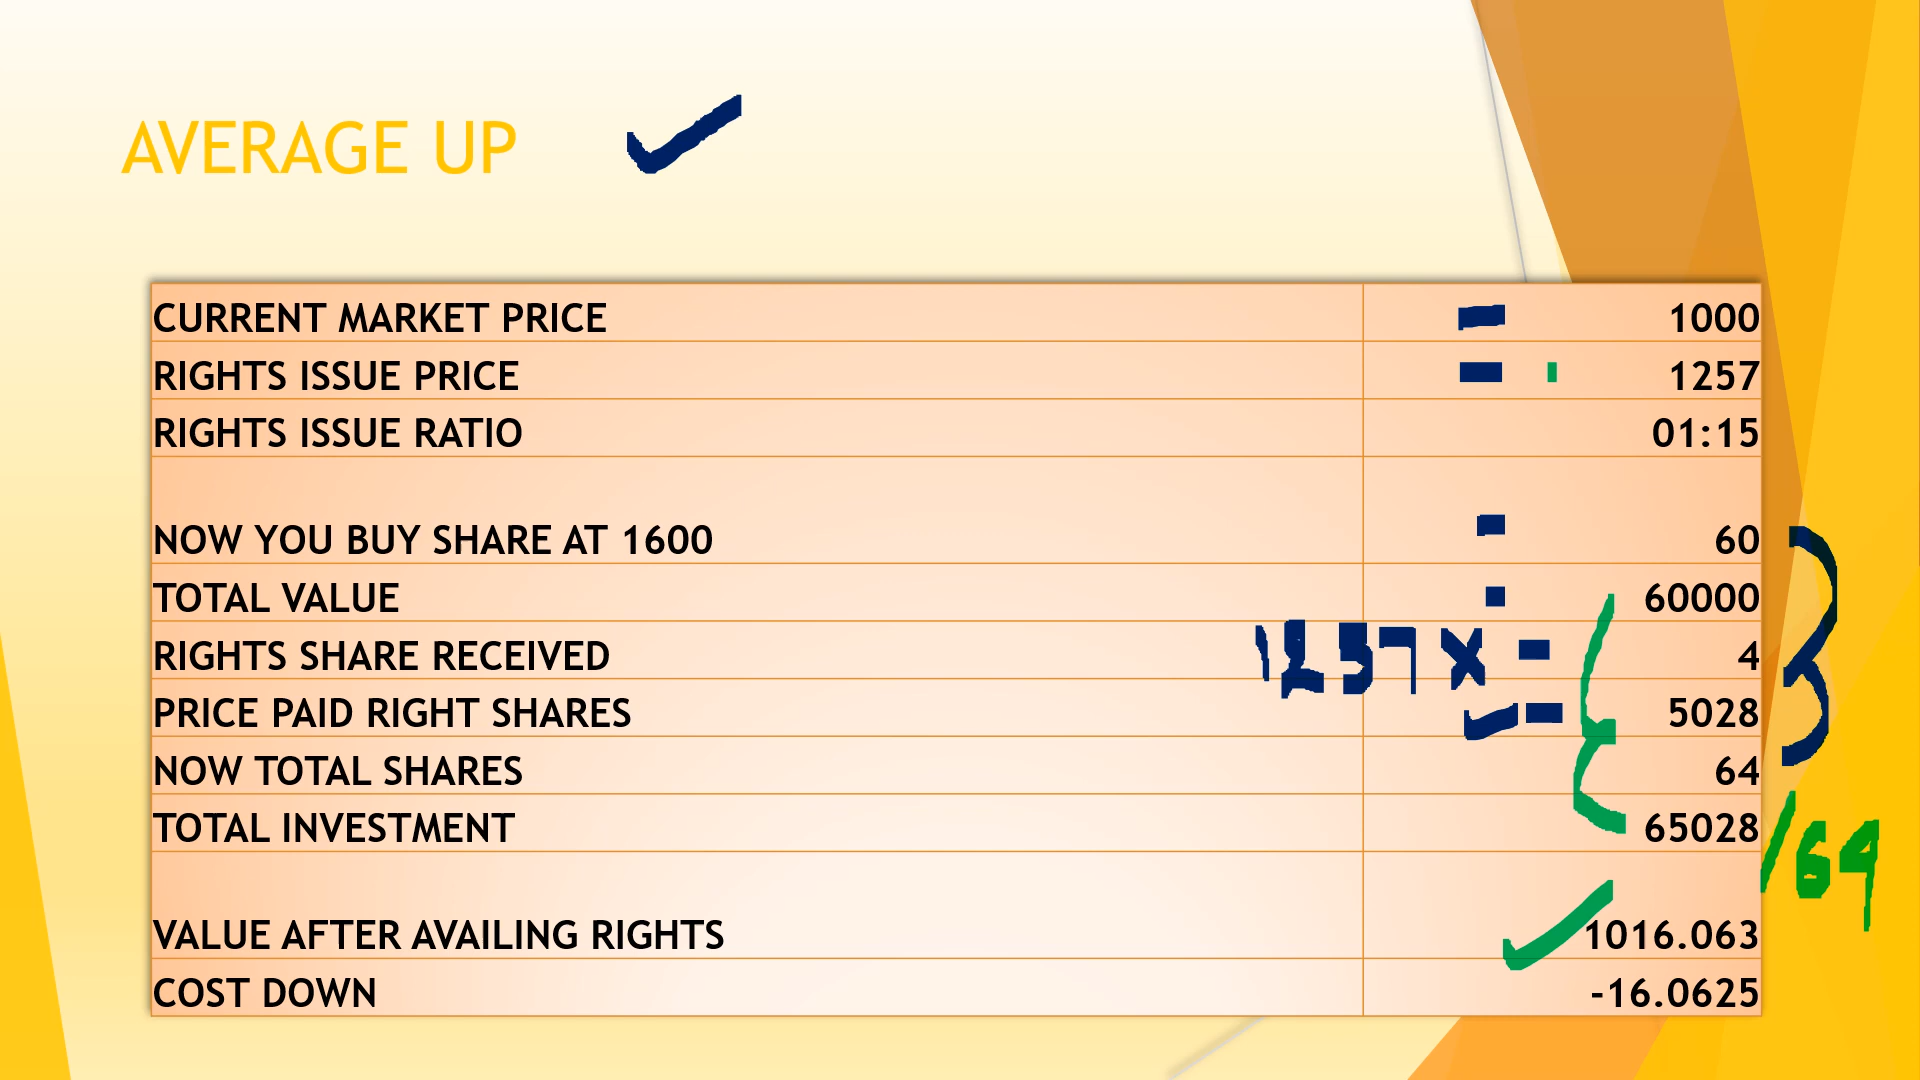 AVERAGE UP
CURRENT MARKET PRICE 1000
RIGHTS ISSUE PRICE 1257
RIGHTS ISSUE RATIO 01:15
NOW YOU BUY SHARE AT 1600 60
TOTAL VALUE 60000
RIGHTS SHARE RECEIVED 1257 x 4
PRICE PAID RIGHT SHARES 5028
NOW TOTAL SHARES 64
TOTAL INVESTMENT 65028 /64
VALUE AFTER AVAILING RIGHTS 1016.063
COST DOWN -16.0625